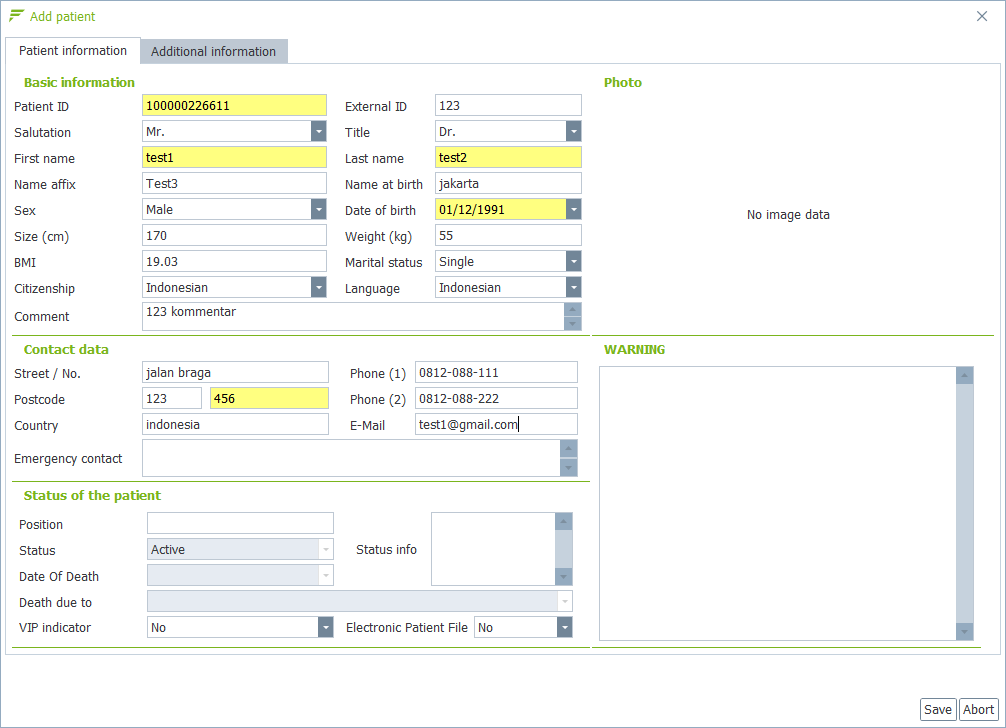 Add patient
Patient information Additional information
Basic information
Patient ID 100000226611 External ID 123
Salutation Mr. Title Dr.
First name test1 Last name test2
Name affix Test3 Name at birth jakarta
Sex Male Date of birth 01/12/1991
Size (cm) 170 Weight (kg) 55
BMI 19.03 Marital status Single
Citizenship Indonesian Language Indonesian
Comment 123 kommentar
Photo
No image data
Contact data
Street / No. jalan braga Phone (1) 0812-088-111
Postcode 123 456 Phone (2) 0812-088-222
Country indonesia E-Mail test1@gmail.com
Emergency contact
WARNING
Status of the patient
Position
Status Active Status info
Date Of Death
Death due to
VIP indicator No Electronic Patient File No
Save Abort